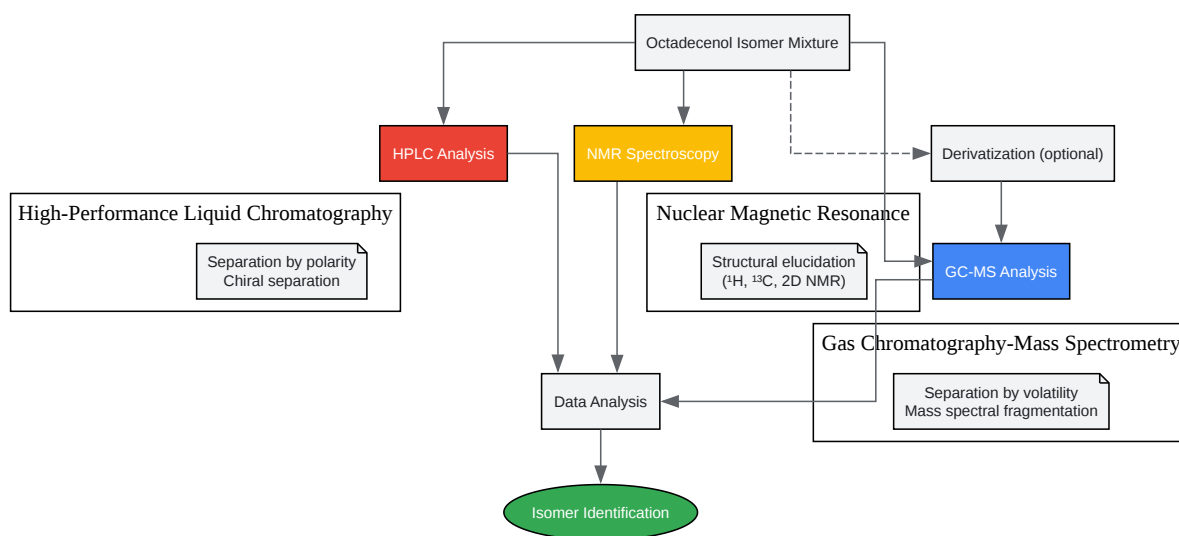 Octadecenol Isomer Mixture
HPLC Analysis
NMR Spectroscopy
Derivatization (optional)
High-Performance Liquid Chromatography
Separation by polarity
Chiral separation
Nuclear Magnetic Resonance
Structural elucidation
(¹H, ¹³C, 2D NMR)
GC-MS Analysis
Gas Chromatography-Mass Spectrometry
Separation by volatility
Mass spectral fragmentation
Data Analysis
Isomer Identification